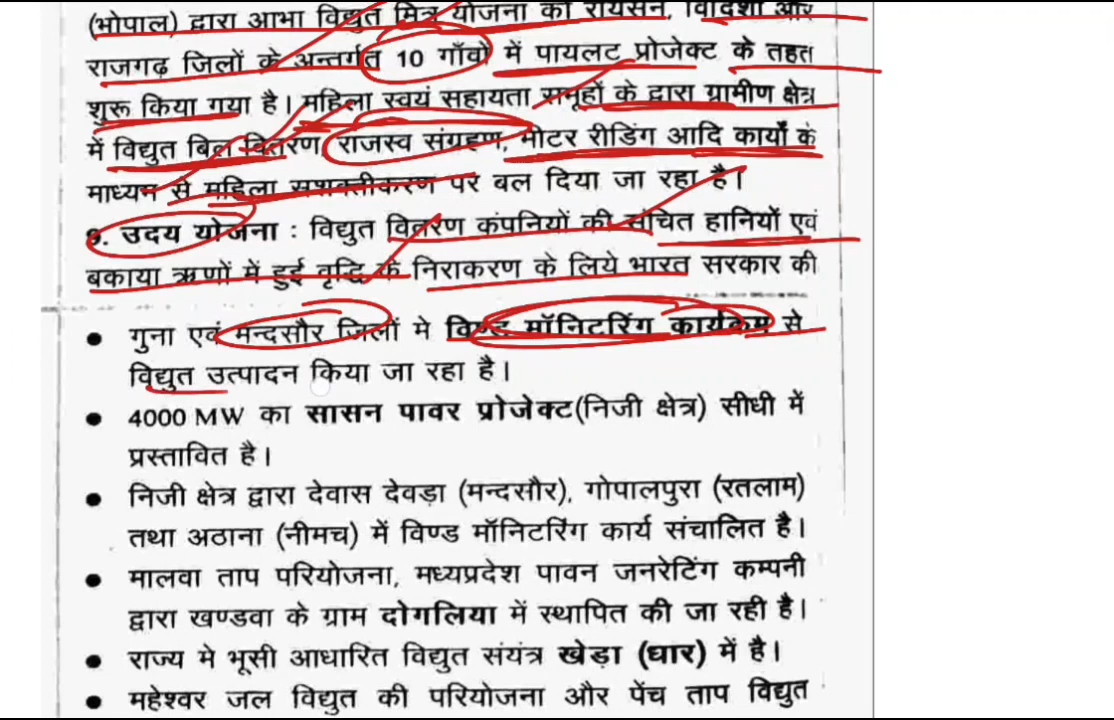 (भोपाल) द्वारा आभा विद्युत मित्र योजना को रायसेन, विदिशा और
राजगढ़ जिलों के अन्तर्गत 10 गाँवों में पायलट प्रोजेक्ट के तहत
शुरू किया गया है। महिला स्वयं सहायता समूहों के द्वारा ग्रामीण क्षेत्र
में विद्युत बिल वितरण राजस्व संग्रहण, मीटर रीडिंग आदि कार्यों के
माध्यम से महिला सशक्तीकरण पर बल दिया जा रहा है।
9. उदय योजना : विद्युत वितरण कंपनियों की संचित हानियों एवं
बकाया ऋणों में हुई वृद्धि के निराकरण के लिये भारत सरकार की
● गुना एवं मन्दसौर जिलों मे विण्ड मॉनिटरिंग कार्यकम से
विद्युत उत्पादन किया जा रहा है।
● 4000 MW का सासन पावर प्रोजेक्ट(निजी क्षेत्र) सीधी में
प्रस्तावित है।
● निजी क्षेत्र द्वारा देवास देवड़ा (मन्दसौर), गोपालपुरा (रतलाम)
तथा अठाना (नीमच) में विण्ड मॉनिटरिंग कार्य संचालित है।
● मालवा ताप परियोजना, मध्यप्रदेश पावन जनरेटिंग कम्पनी
द्वारा खण्डवा के ग्राम दोगलिया में स्थापित की जा रही है।
● राज्य मे भूसी आधारित विद्युत संयंत्र खेड़ा (धार) में है।
● महेश्वर जल विद्युत की परियोजना और पेंच ताप विद्युत